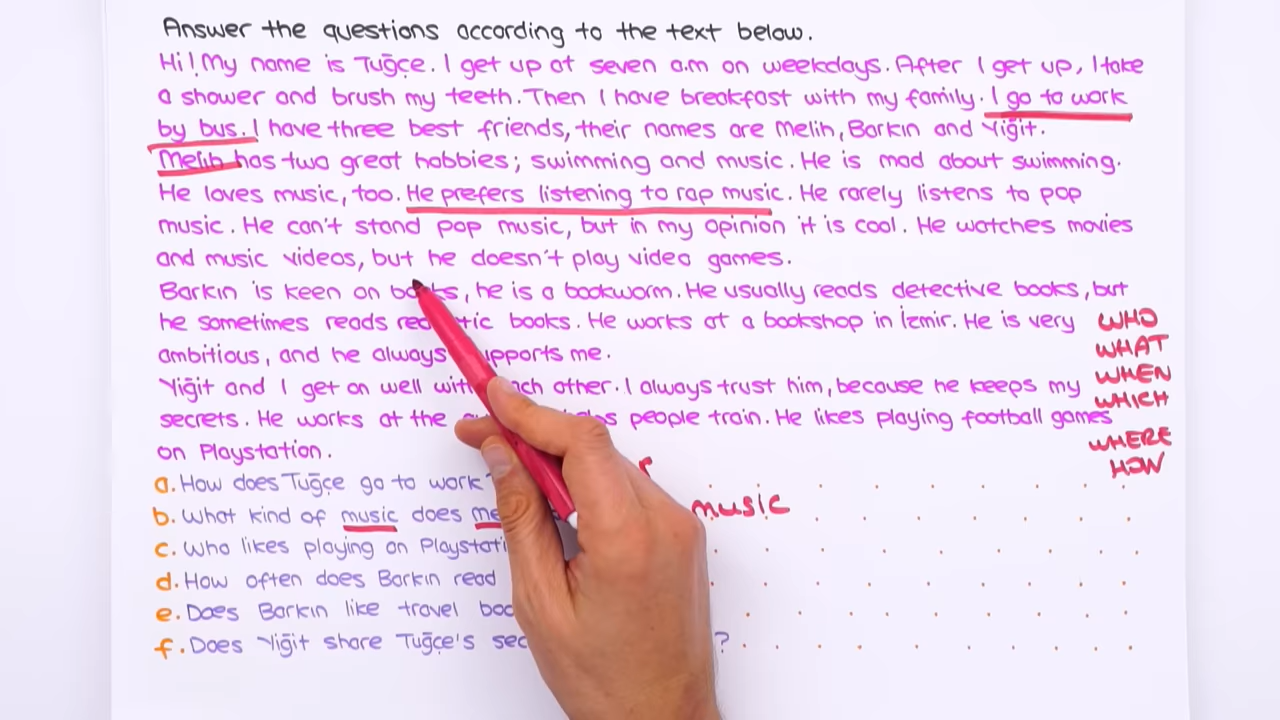 Answer the questions according to the text below.
Hi! My name is Tuğçe. I get up at seven a.m on weekdays. After I get up, I take
a shower and brush my teeth. Then I have breakfast with my family. I go to work
by bus. I have three best friends, their names are Melih, Barkın and Yiğit.
Melih has two great hobbies; swimming and music. He is mad about swimming.
He loves music, too. He prefers listening to rap music. He rarely listens to pop
music. He can't stand pop music, but in my opinion it is cool. He watches movies
and music videos, but he doesn't play video games.
Barkın is keen on books, he is a bookworm. He usually reads detective books, but
he sometimes reads books. He works at a bookshop in İzmir. He is very
ambitious, and he always supports me.
Yiğit and I get on well with each other. I always trust him, because he keeps my
secrets. He works at the people train. He likes playing football games
on Playstation.
WHO
WHAT
WHEN
WHICH
WHERE
HOW
a. How does Tuğçe go to work?
b. What kind of music does music
c. Who likes playing on
d. How often does Barkın read
e. Does Barkın like travel
f. Does Yiğit share Tuğçe's ?